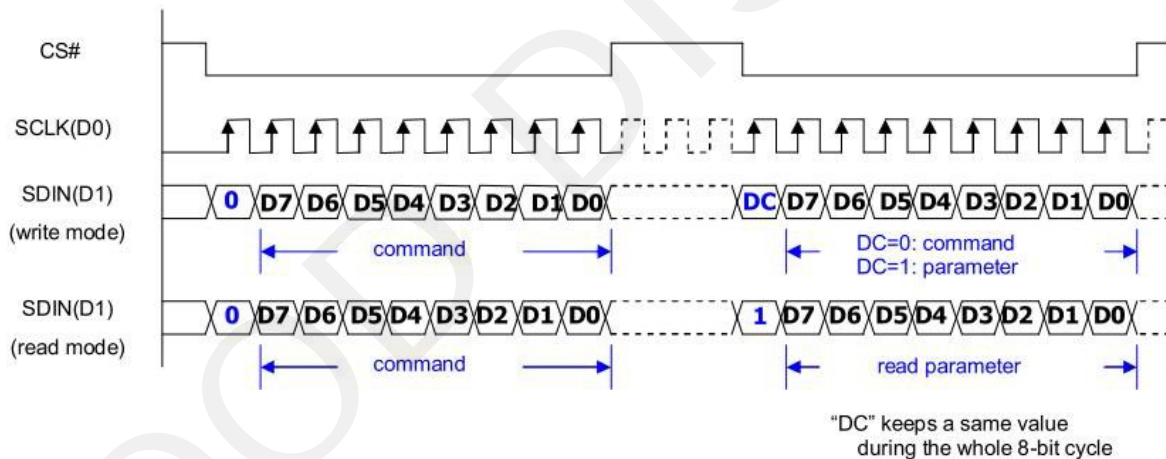 CS#
SCLK(D0)
SDIN(D1)
(write mode)
0 D7 D6 D5 D4 D3 D2 D1 D0
DC D7 D6 D5 D4 D3 D2 D1 D0
command
DC=0: command
DC=1: parameter
SDIN(D1)
(read mode)
0 D7 D6 D5 D4 D3 D2 D1 D0
1 D7 D6 D5 D4 D3 D2 D1 D0
command
read parameter
"DC" keeps a same value
during the whole 8-bit cycle